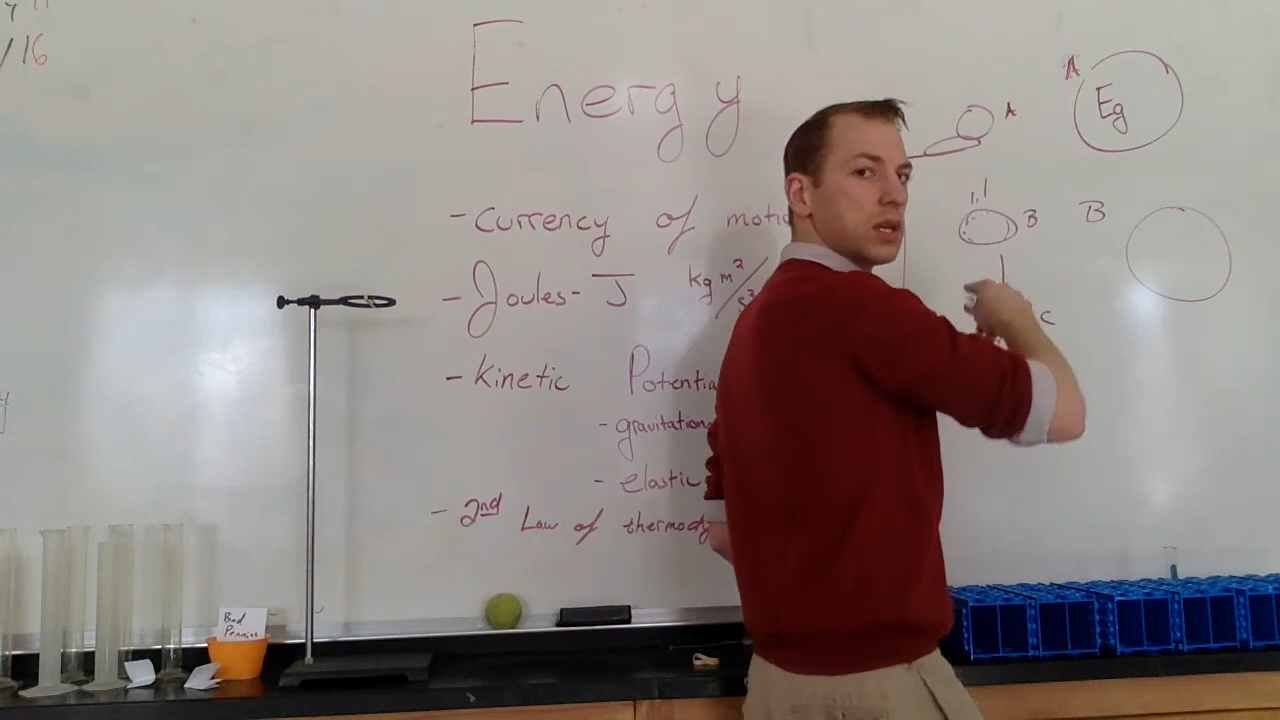 /16
Energy
- Currency of motio
- Joules - J kg m²/s²
- Kinetic Potentia
- gravitationa
- elastic
- 2nd Law of thermody
A
B
C
A Eg
B
Bad Pennies